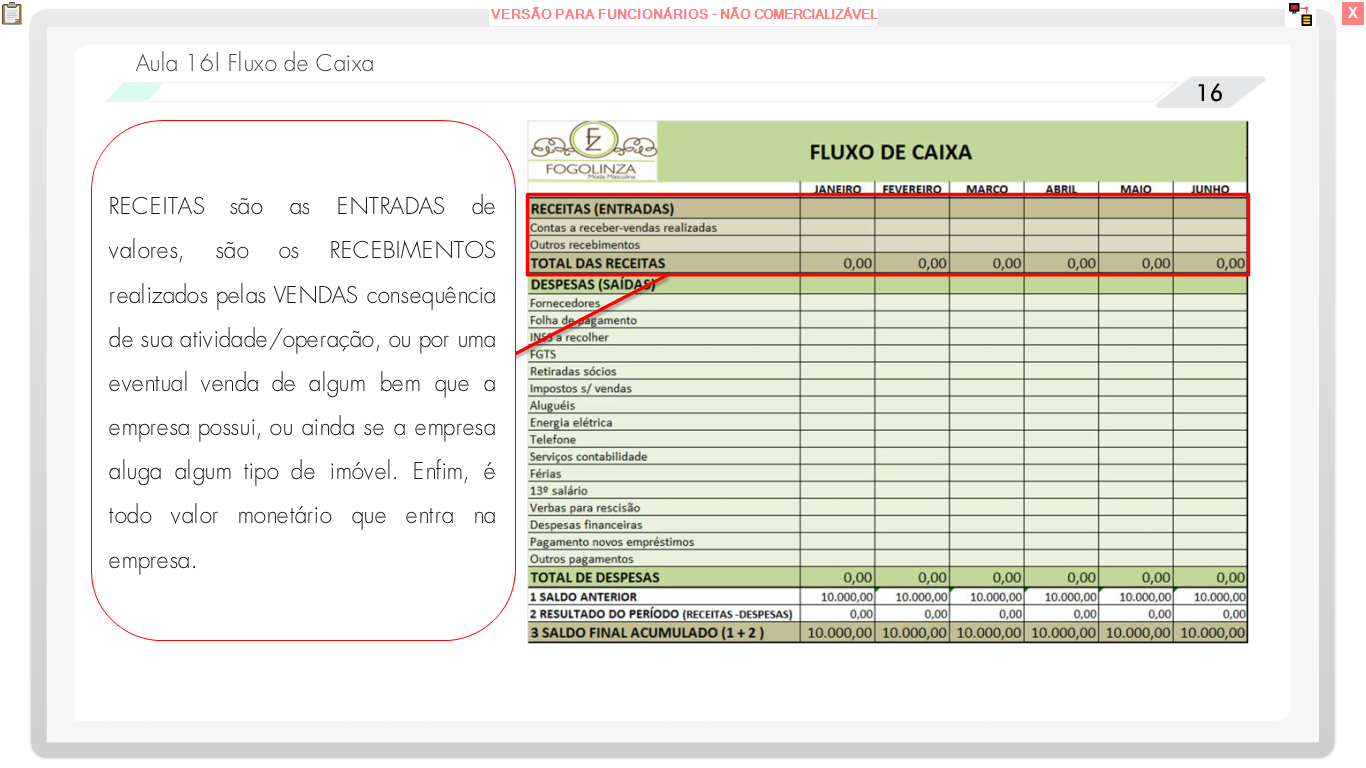 VERSÃO PARA FUNCIONÁRIOS - NÃO COMERCIALIZÁVEL
X
Aula 16l Fluxo de Caixa
16
RECEITAS são as ENTRADAS de
valores, são os RECEBIMENTOS
realizados pelas VENDAS consequência
de sua atividade/operação, ou por uma
eventual venda de algum bem que a
empresa possui, ou ainda se a empresa
aluga algum tipo de imóvel. Enfim, é
todo valor monetário que entra na
empresa.
FZ
FOGOLINZA
Moda Masculina
FLUXO DE CAIXA
JANEIRO FEVEREIRO MARÇO ABRIL MAIO JUNHO
RECEITAS (ENTRADAS)
Contas a receber-vendas realizadas
Outros recebimentos
TOTAL DAS RECEITAS 0,00 0,00 0,00 0,00 0,00 0,00
DESPESAS (SAÍDAS)
Fornecedores
Folha de pagamento
INSS a recolher
FGTS
Retiradas sócios
Impostos s/ vendas
Aluguéis
Energia elétrica
Telefone
Serviços contabilidade
Férias
13º salário
Verbas para rescisão
Despesas financeiras
Pagamento novos empréstimos
Outros pagamentos
TOTAL DE DESPESAS 0,00 0,00 0,00 0,00 0,00 0,00
1 SALDO ANTERIOR 10.000,00 10.000,00 10.000,00 10.000,00 10.000,00 10.000,00
2 RESULTADO DO PERÍODO (RECEITAS -DESPESAS) 0,00 0,00 0,00 0,00 0,00 0,00
3 SALDO FINAL ACUMULADO (1 + 2 ) 10.000,00 10.000,00 10.000,00 10.000,00 10.000,00 10.000,00